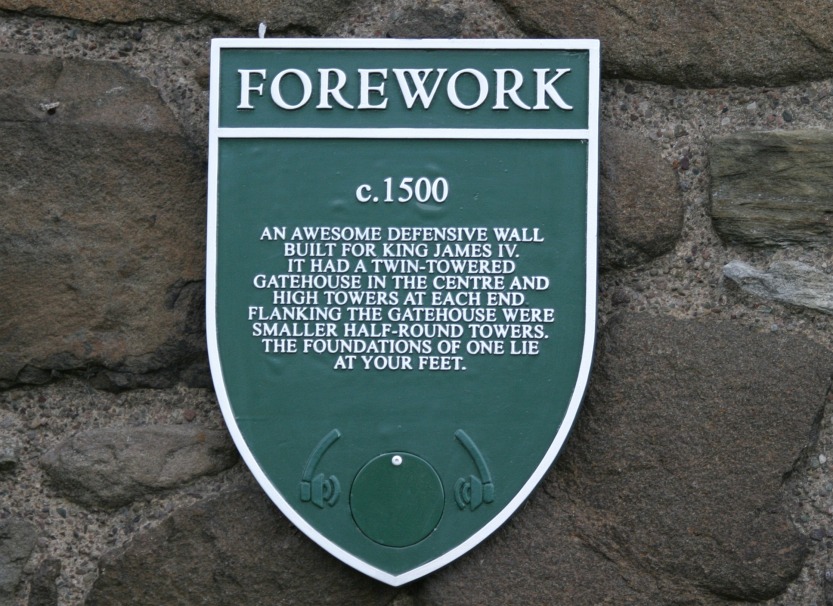 FOREWORK
c.1500
AN AWESOME DEFENSIVE WALL
BUILT FOR KING JAMES IV.
IT HAD A TWIN-TOWERED
GATEHOUSE IN THE CENTRE AND
HIGH TOWERS AT EACH END
FLANKING THE GATEHOUSE WERE
SMALLER HALF-ROUND TOWERS.
THE FOUNDATIONS OF ONE LIE
AT YOUR FEET.